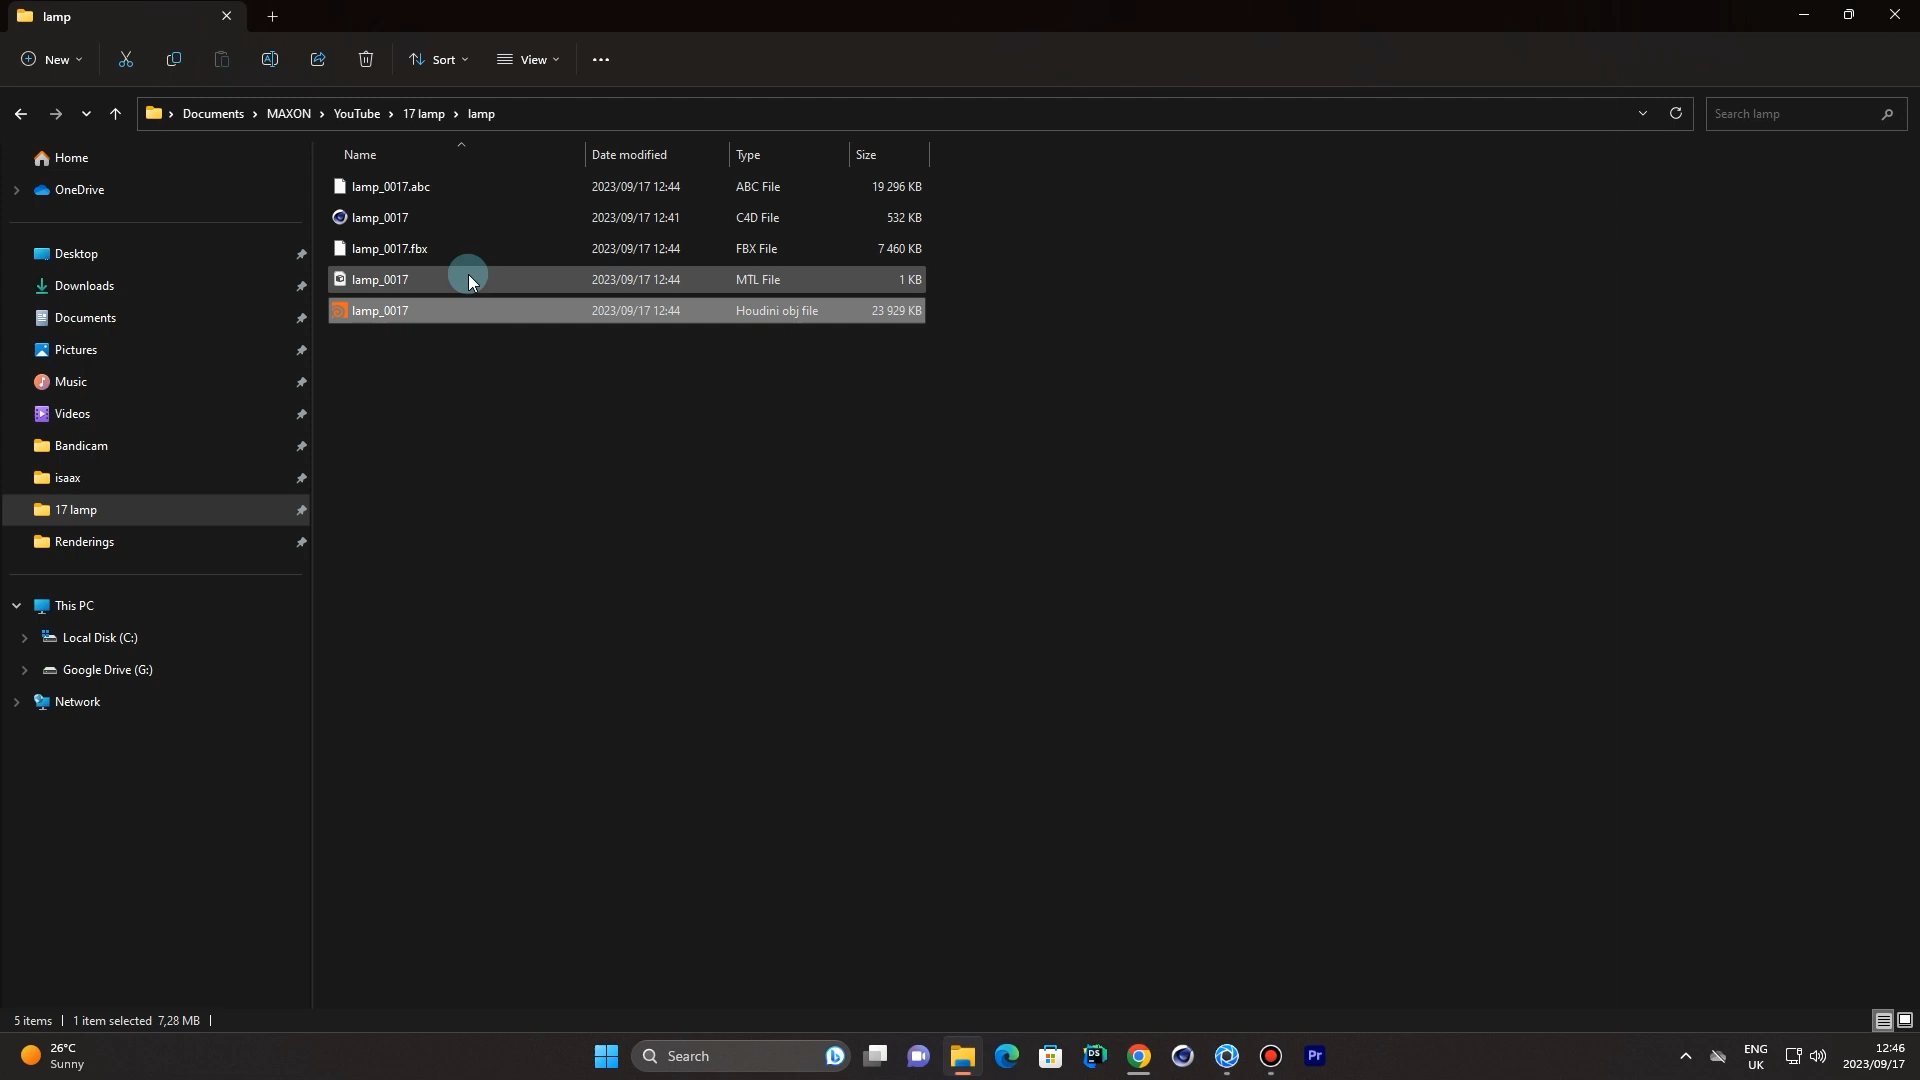 lamp
New
Sort
View
Documents > MAXON > YouTube > 17 lamp > lamp
Search lamp
Home
OneDrive
Desktop
Downloads
Documents
Pictures
Music
Videos
Bandicam
isaax
17 lamp
Renderings
This PC
Local Disk (C:)
Google Drive (G:)
Network
Name Date modified Type Size
lamp_0017.abc 2023/09/17 12:44 ABC File 19 296 KB
lamp_0017 2023/09/17 12:41 C4D File 532 KB
lamp_0017.fbx 2023/09/17 12:44 FBX File 7 460 KB
lamp_0017 2023/09/17 12:44 MTL File 1 KB
lamp_0017 2023/09/17 12:44 Houdini obj file 23 929 KB
5 items | 1 item selected 7,28 MB |
26°C
Sunny
Search
DS
Pr
ENG
UK
12:46
2023/09/17